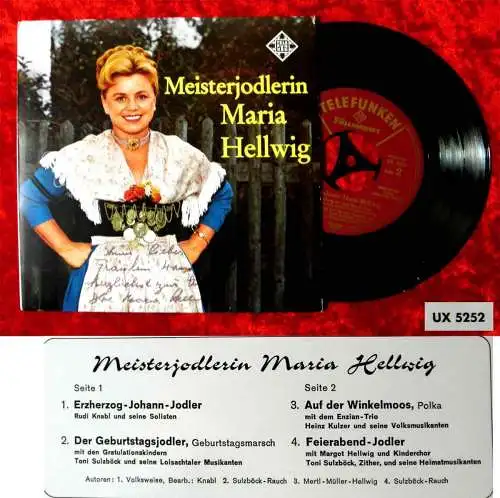 Meisterjodlerin
Maria
Hellwig
TELEFUNKEN
UX 5252
Meisterjodlerin Maria Hellwig
Seite 1
1. Erzherzog-Johann-Jodler
Rudi Knabl und seine Solisten
2. Der Geburtstagsjodler, Geburtstagsmarsch
mit den Gratulationskindern
Toni Sulzböck und seine Loisachtaler Musikanten
Seite 2
3. Auf der Winkelmoos, Polka
mit dem Enzian-Trio
Heinz Kulzer und seine Volksmusikanten
4. Feierabend-Jodler
mit Margot Hellwig und Kinderchor
Toni Sulzböck, Zither, und seine Heimatmusikanten
Autoren: 1. Volksweise, Bearb.: Knabl 2. Sulzböck-Rauch 3. Mertl-Müller-Hellwig 4. Sulzböck-Rauch